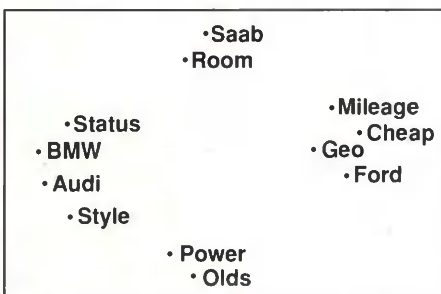 •Saab
•Room
•Mileage
•Status
•Cheap
•BMW
•Geo
•Audi
•Ford
•Style
•Power
•Olds